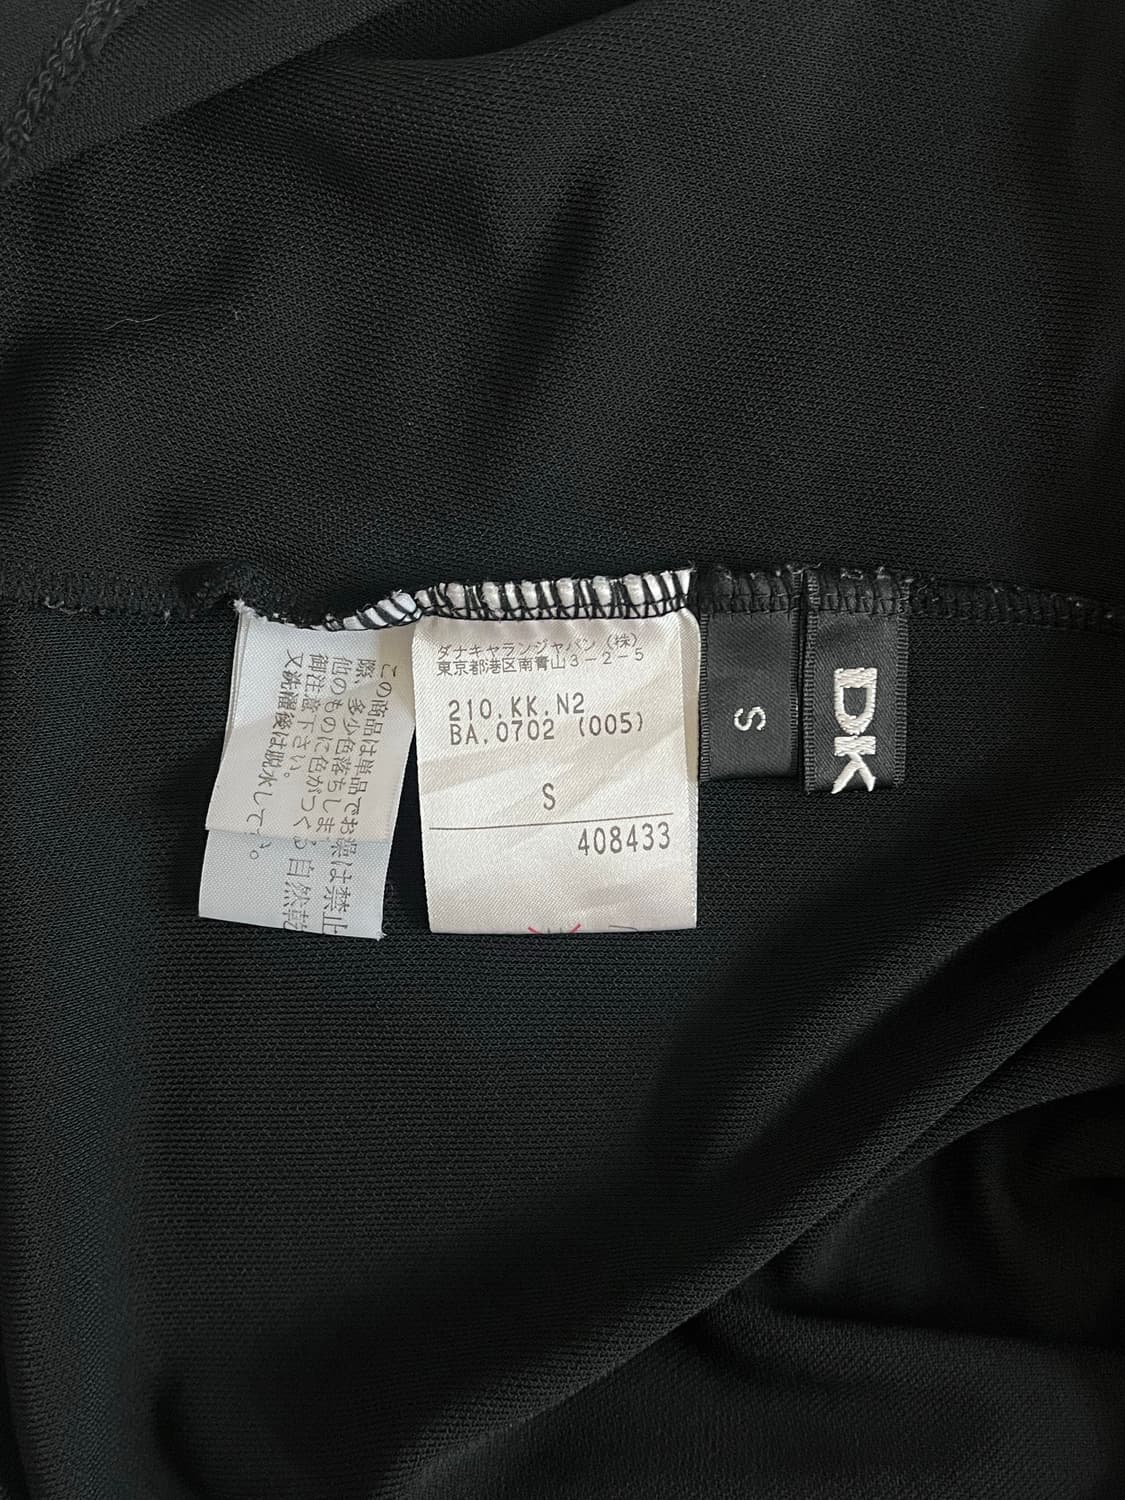 ダナキャランジャパン (株)
東京都港区南青山3-2-5
210.KK.N2
BA.0702 (005)
S
408433
S
DK
この商品は単品でお
際、多少色落ちしま
他のものに色がつく
御注意下さい。
又洗濯後は脱水して
い。
濯は禁止
自然乾